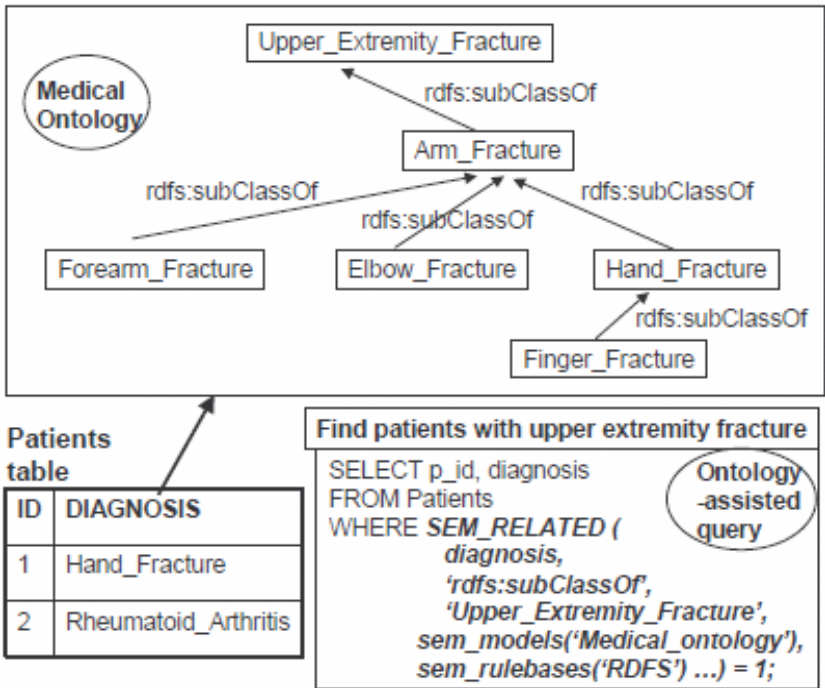 Upper_Extremity_Fracture
Medical
Ontology
rdfs:subClassOf
Arm_Fracture
rdfs:subClassOf
rdfs:subClassOf
rdfs:subClassOf
Forearm_Fracture
Elbow_Fracture
Hand_Fracture
rdfs:subClassOf
Finger_Fracture
Patients
table
ID DIAGNOSIS
1 Hand_Fracture
2 Rheumatoid_Arthritis
Find patients with upper extremity fracture
SELECT p_id, diagnosis
FROM Patients
WHERE SEM_RELATED (
diagnosis,
‘rdfs:subClassOf’,
‘Upper_Extremity_Fracture’,
sem_models(‘Medical_ontology’),
sem_rulebases(‘RDFS’) ...) = 1;
Ontology
-assisted
query